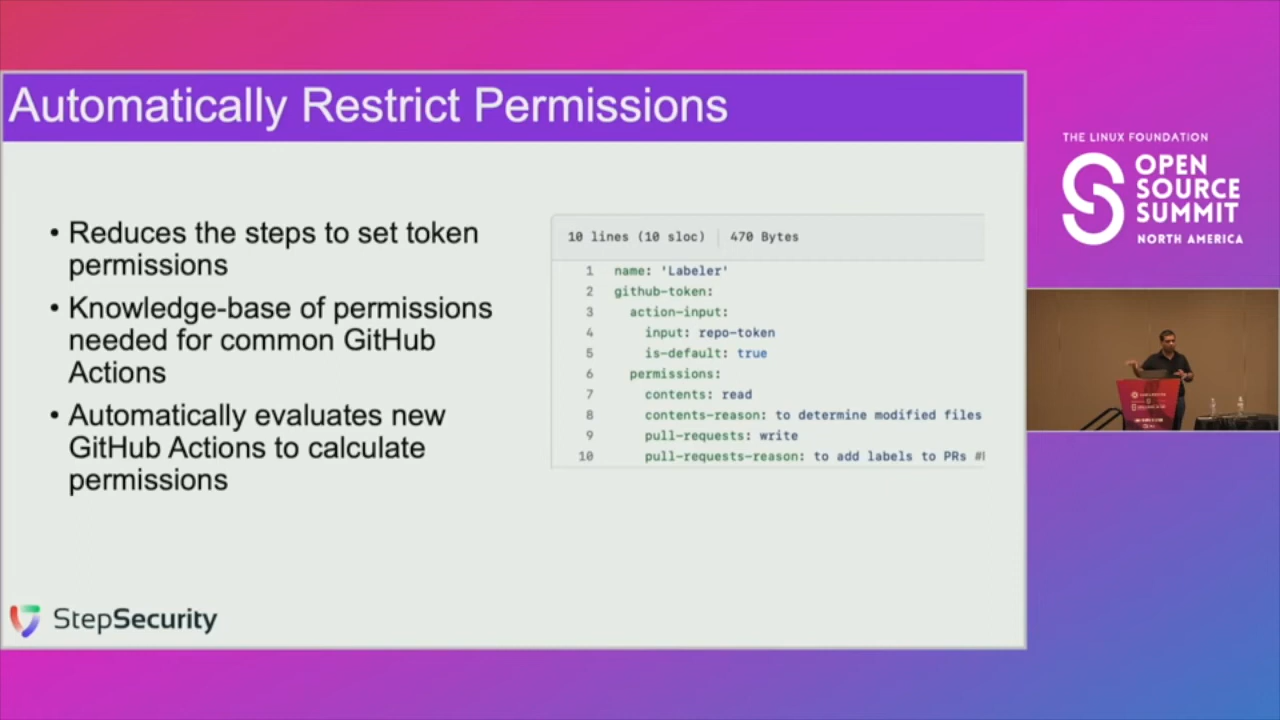 Automatically Restrict Permissions
• Reduces the steps to set token
permissions
• Knowledge-base of permissions
needed for common GitHub
Actions
• Automatically evaluates new
GitHub Actions to calculate
permissions
10 lines (10 sloc) | 470 Bytes
1 name: 'Labeler'
2 github-token:
3 action-input:
4 input: repo-token
5 is-default: true
6 permissions:
7 contents: read
8 contents-reason: to determine modified files
9 pull-requests: write
10 pull-requests-reason: to add labels to PRs #
StepSecurity
THE LINUX FOUNDATION
OPEN
SOURCE
SUMMIT
NORTH AMERICA